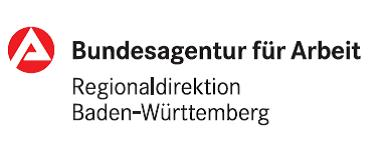 Bundesagentur für Arbeit
Regionaldirektion
Baden-Württemberg